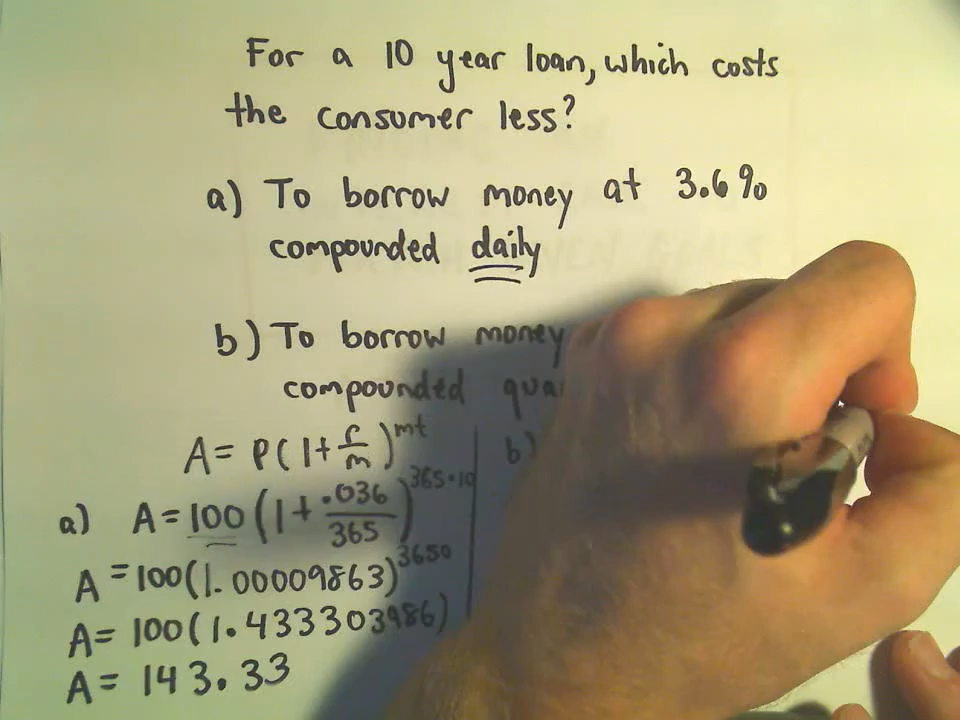 For a 10 year loan, which costs
the consumer less?
a) To borrow money at 3.6%
compounded daily
b) To borrow money
compounded
A = P(1+ r/m)^mt
b)
a) A = 100 (1 + .036/365)^365·10
A = 100(1.00009863)^3650
A = 100(1.433303986)
A = 143.33